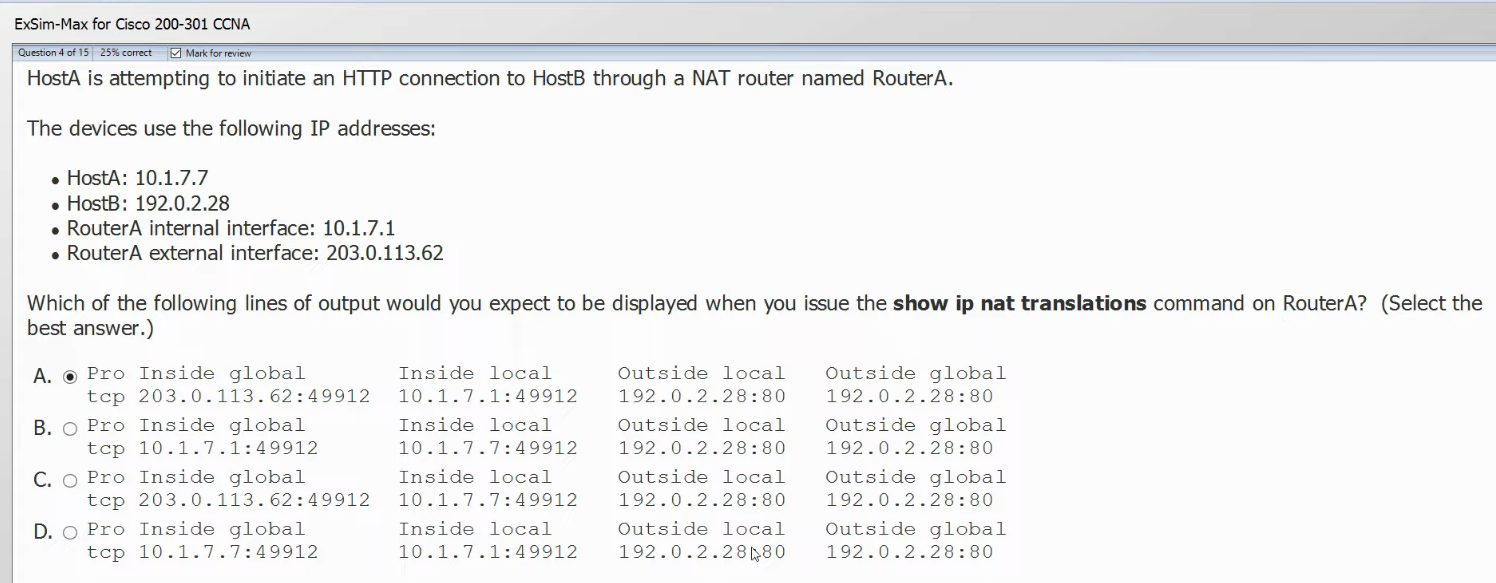 ExSim-Max for Cisco 200-301 CCNA
Question 4 of 15 25% correct Mark for review
HostA is attempting to initiate an HTTP connection to HostB through a NAT router named RouterA.
The devices use the following IP addresses:
• HostA: 10.1.7.7
• HostB: 192.0.2.28
• RouterA internal interface: 10.1.7.1
• RouterA external interface: 203.0.113.62
Which of the following lines of output would you expect to be displayed when you issue the show ip nat translations command on RouterA? (Select the
best answer.)
A. Pro Inside global Inside local Outside local Outside global
tcp 203.0.113.62:49912 10.1.7.1:49912 192.0.2.28:80 192.0.2.28:80
B. Pro Inside global Inside local Outside local Outside global
tcp 10.1.7.1:49912 10.1.7.7:49912 192.0.2.28:80 192.0.2.28:80
C. Pro Inside global Inside local Outside local Outside global
tcp 203.0.113.62:49912 10.1.7.7:49912 192.0.2.28:80 192.0.2.28:80
D. Pro Inside global Inside local Outside local Outside global
tcp 10.1.7.7:49912 10.1.7.1:49912 192.0.2.28:80 192.0.2.28:80